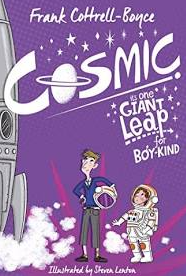 Frank Cottrell-Boyce
COSMIC
it's one
GIANT
Leap
for
BOY-KIND
Illustrated by Steven Lenton